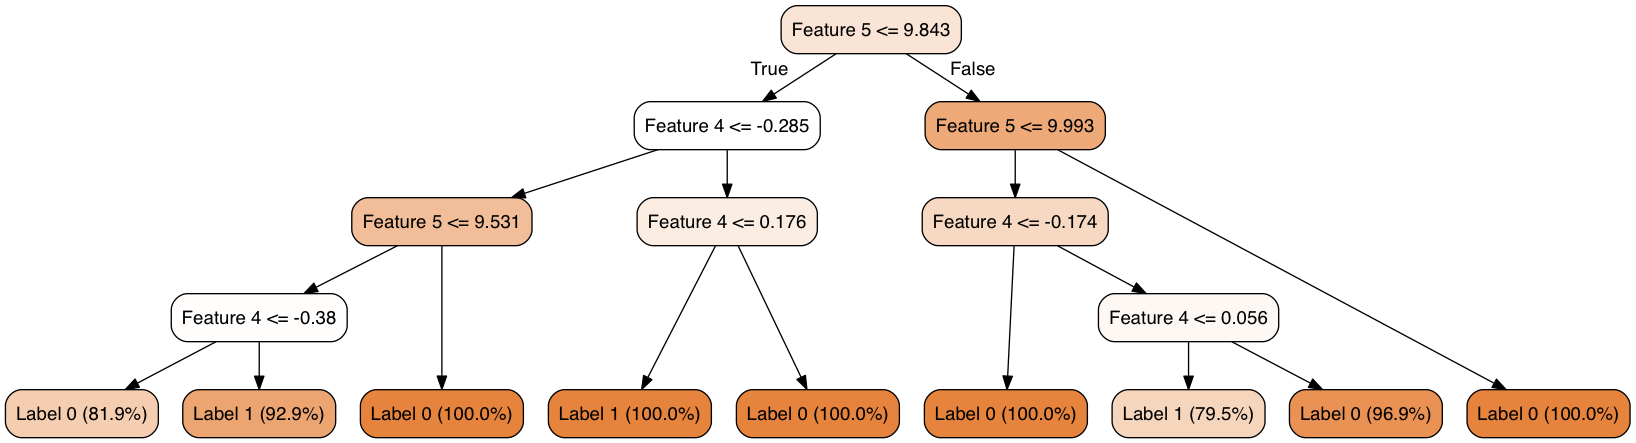 Feature 5 <= 9.843
True
False
Feature 4 <= -0.285
Feature 5 <= 9.993
Feature 5 <= 9.531
Feature 4 <= 0.176
Feature 4 <= -0.174
Feature 4 <= -0.38
Feature 4 <= 0.056
Label 0 (81.9%)
Label 1 (92.9%)
Label 0 (100.0%)
Label 1 (100.0%)
Label 0 (100.0%)
Label 0 (100.0%)
Label 1 (79.5%)
Label 0 (96.9%)
Label 0 (100.0%)